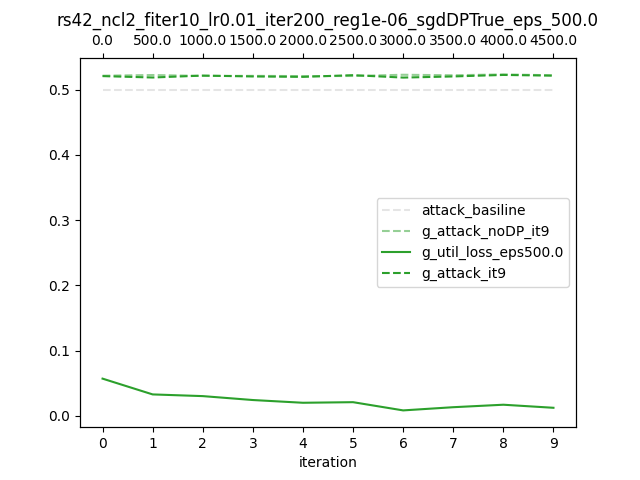 rs42_ncl2_fiter10_lr0.01_iter200_reg1e-06_sgdDPTrue_eps_500.0
0.0 500.0 1000.0 1500.0 2000.0 2500.0 3000.0 3500.0 4000.0 4500.0
0.5
0.4
0.3
0.2
0.1
0.0
attack_basiline
g_attack_noDP_it9
g_util_loss_eps500.0
g_attack_it9
0 1 2 3 4 5 6 7 8 9
iteration